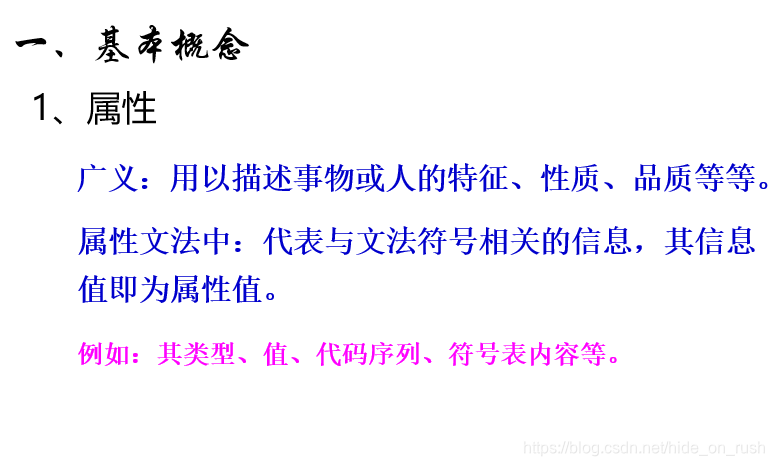 一、基本概念
1、属性
广义：用以描述事物或人的特征、性质、品质等等。
属性文法中：代表与文法符号相关的信息，其信息
值即为属性值。
例如：其类型、值、代码序列、符号表内容等。
https://blog.csdn.net/hide_on_rush